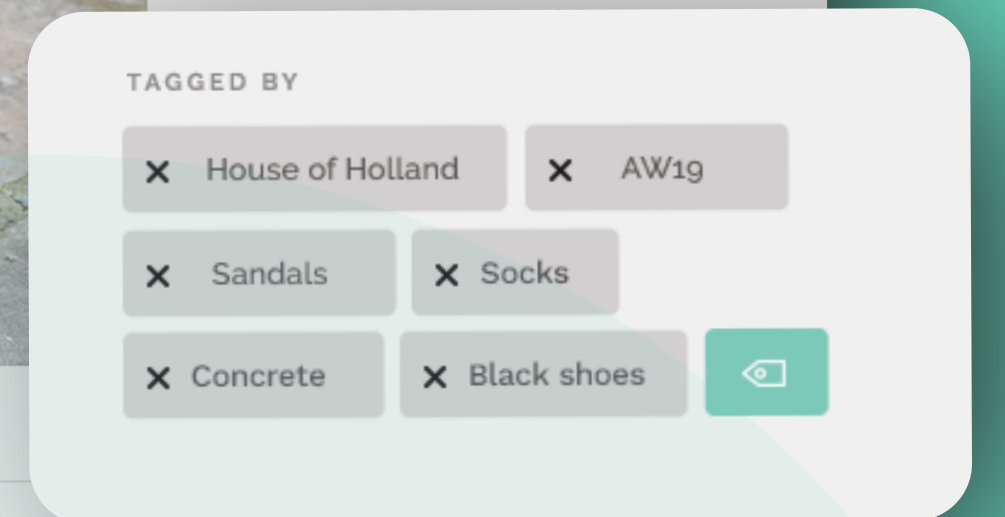 TAGGED BY
House of Holland AW19
Sandals Socks
Concrete Black shoes